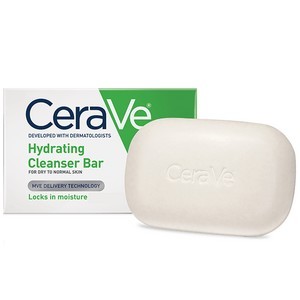 CeraVe
DEVELOPED WITH DERMATOLOGISTS
Hydrating
Cleanser Bar
FOR DRY TO NORMAL SKIN
MVE DELIVERY TECHNOLOGY
Locks in moisture
CeraVe